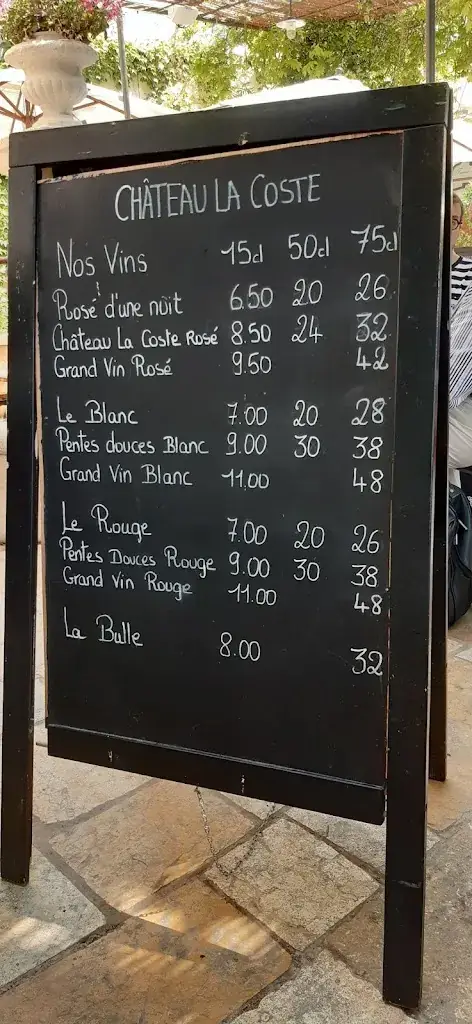 CHÂTEAU LA COSTE
Nos Vins 15cl 50cl 75cl
Rosé d'une nuit 6.50 20 26
Château La Coste Rosé 8.50 24 32
Grand Vin Rosé 9.50 42
Le Blanc 7.00 20 28
Pentes douces Blanc 9.00 30 38
Grand Vin Blanc 11.00 48
Le Rouge 7.00 20 26
Pentes Douces Rouge 9.00 30 38
Grand Vin Rouge 11.00 48
La Bulle 8.00 32